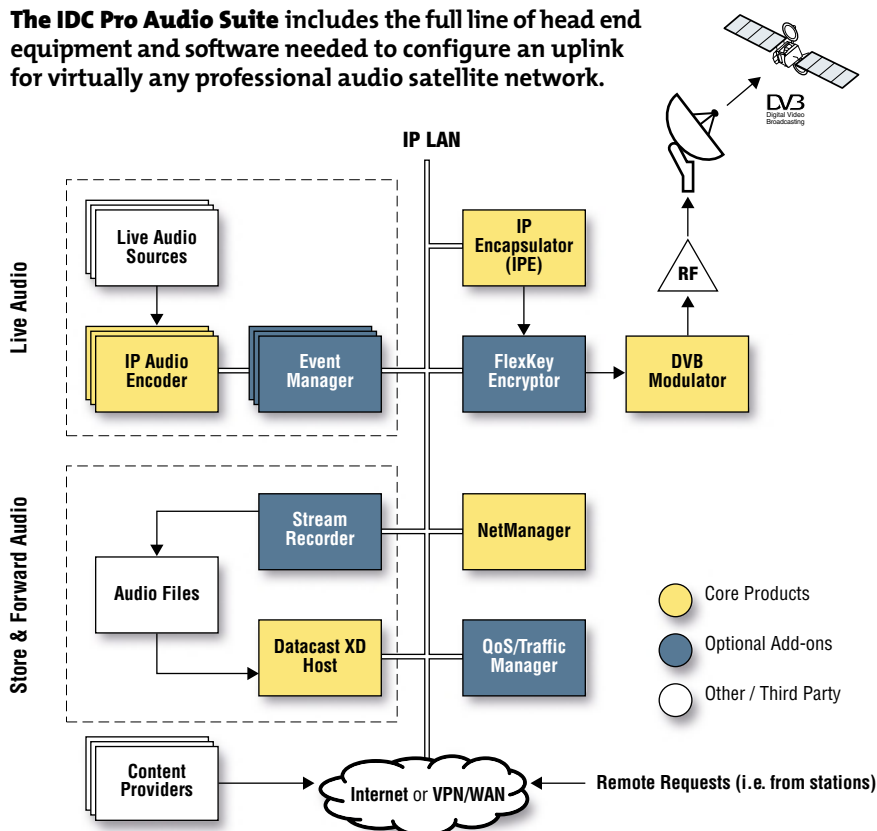 The IDC Pro Audio Suite includes the full line of head end
equipment and software needed to configure an uplink
for virtually any professional audio satellite network.
DVB
Digital Video
Broadcasting
IP LAN
Live Audio
Live Audio
Sources
IP
Encapsulator
(IPE)
RF
IP Audio
Encoder
Event
Manager
FlexKey
Encryptor
DVB
Modulator
Store & Forward Audio
Stream
Recorder
NetManager
Audio Files
Datacast XD
Host
QoS/Traffic
Manager
Core Products
Optional Add-ons
Other / Third Party
Content
Providers
Internet or VPN/WAN
Remote Requests (i.e. from stations)